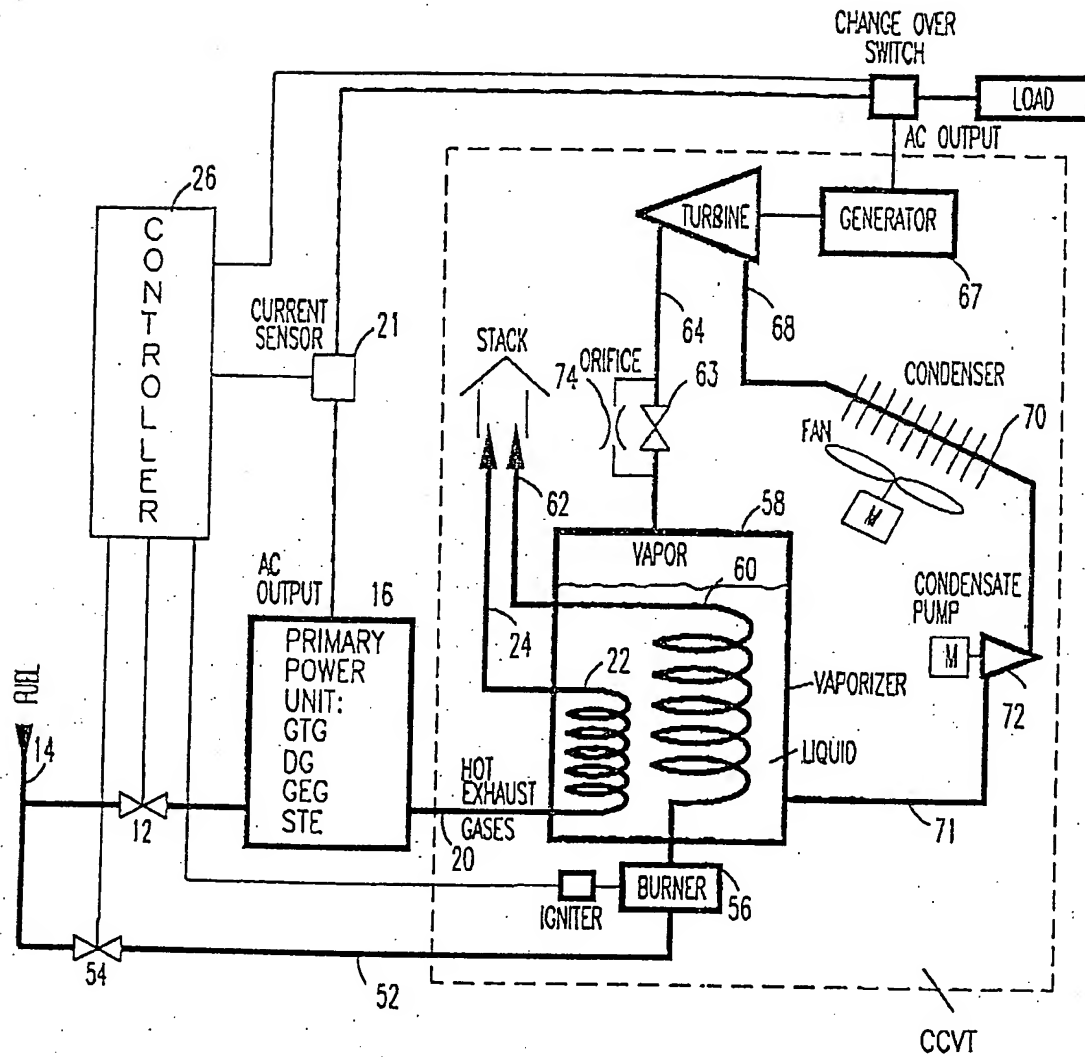 CHANGE OVER
SWITCH
LOAD
AC OUTPUT
26
CONTROLLER
TURBINE
GENERATOR
67
CURRENT
SENSOR
21
64
68
STACK
ORIFICE
74
63
CONDENSER
70
FAN
M
62
58
VAPOR
60
AC
OUTPUT
16
CONDENSATE
PUMP
M
72
PRIMARY
POWER
UNIT:
GTG
DG
GEG
STE
24
22
VAPORIZER
LIQUID
FUEL
14
12
HOT
EXHAUST
GASES
20
71
BURNER
56
IGNITER
54
52
CCVT